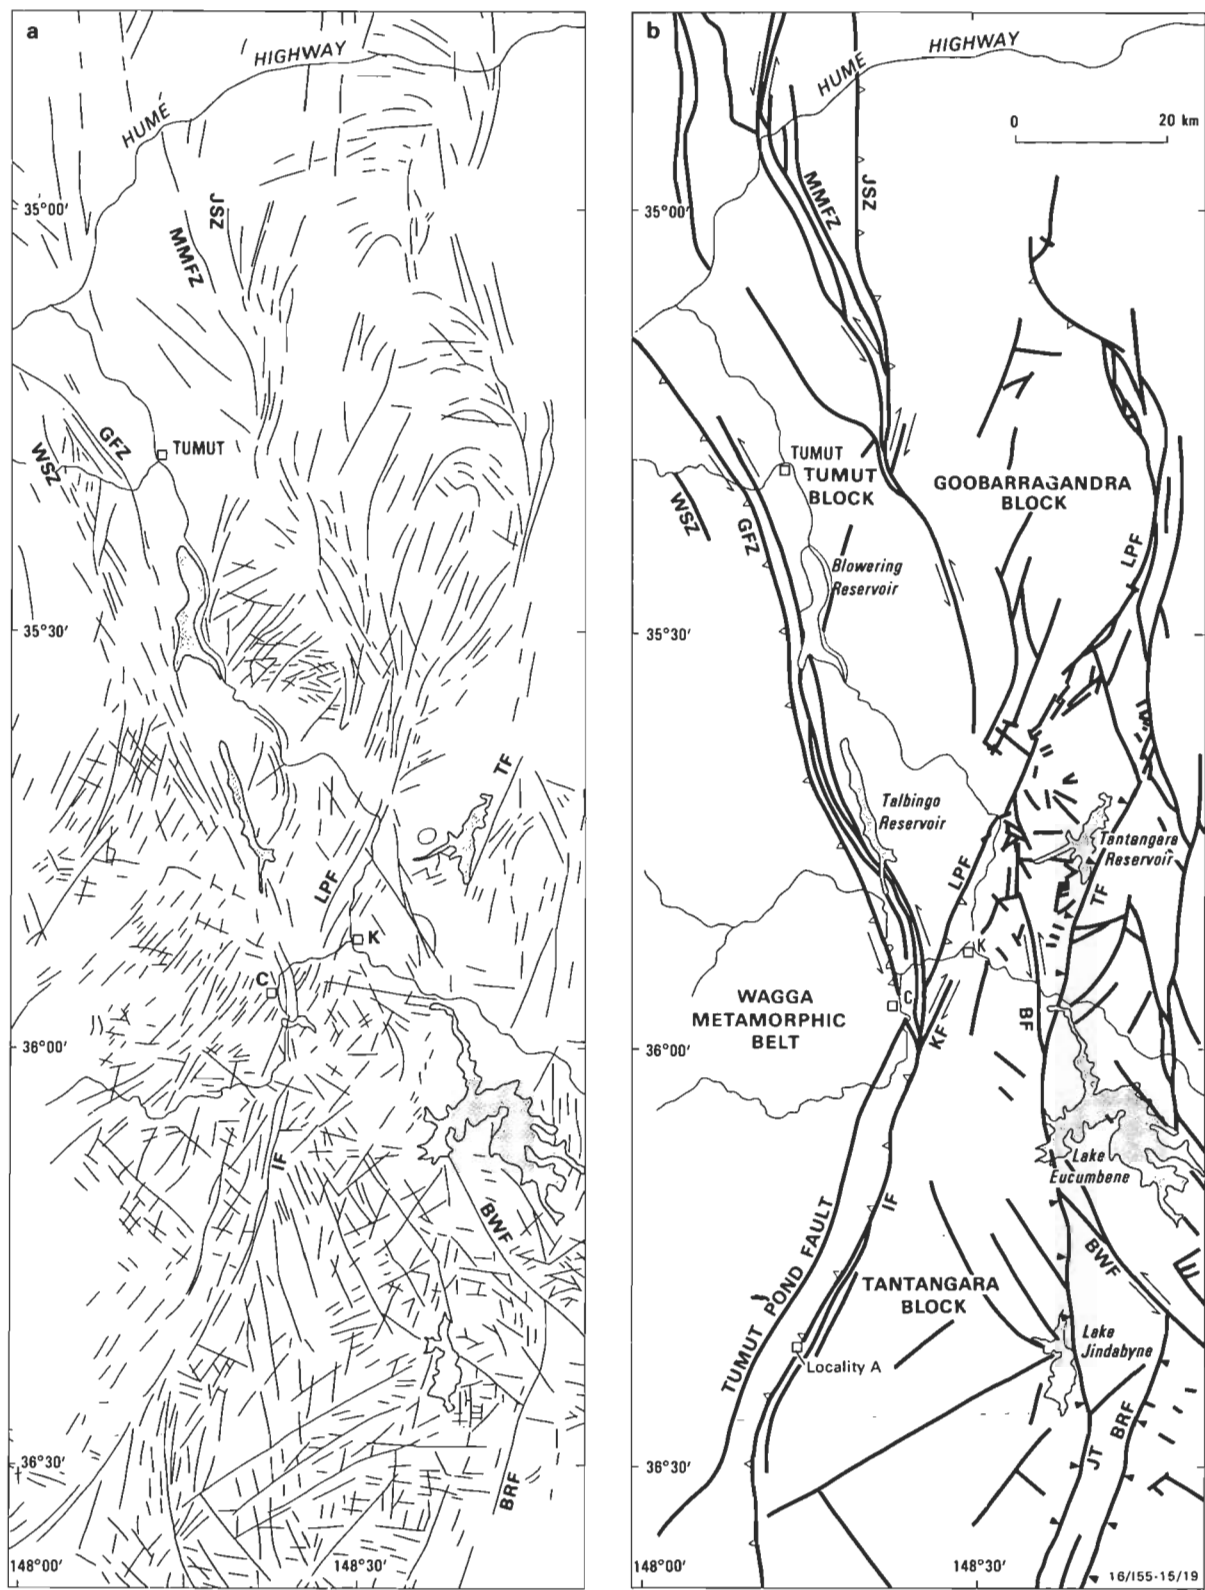 a
HIGHWAY
HUME
JSZ
35°00'
MMFZ
GFZ
TUMUT
WSZ
35°30'
TF
LPF
K
C
36°00'
IF
BWF
36°30'
BRF
148°00'
148°30'
b
HIGHWAY
HUME
0 20 km
MMFZ
JSZ
35°00'
TUMUT
TUMUT
BLOCK
GOOBARRAGANDRA
BLOCK
WSZ
GFZ
LPF
Blowering
Reservoir
35°30'
Talbingo
Reservoir
Tantangara
Reservoir
LPF
TF
K
WAGGA
METAMORPHIC
BELT
C
KF
BF
36°00'
Lake
Eucumbene
IF
BWF
TUMUT POND FAULT
TANTANGARA
BLOCK
Lake
Jindabyne
Locality A
BRF
JT
36°30'
148°00'
148°30'
16/I55-15/19